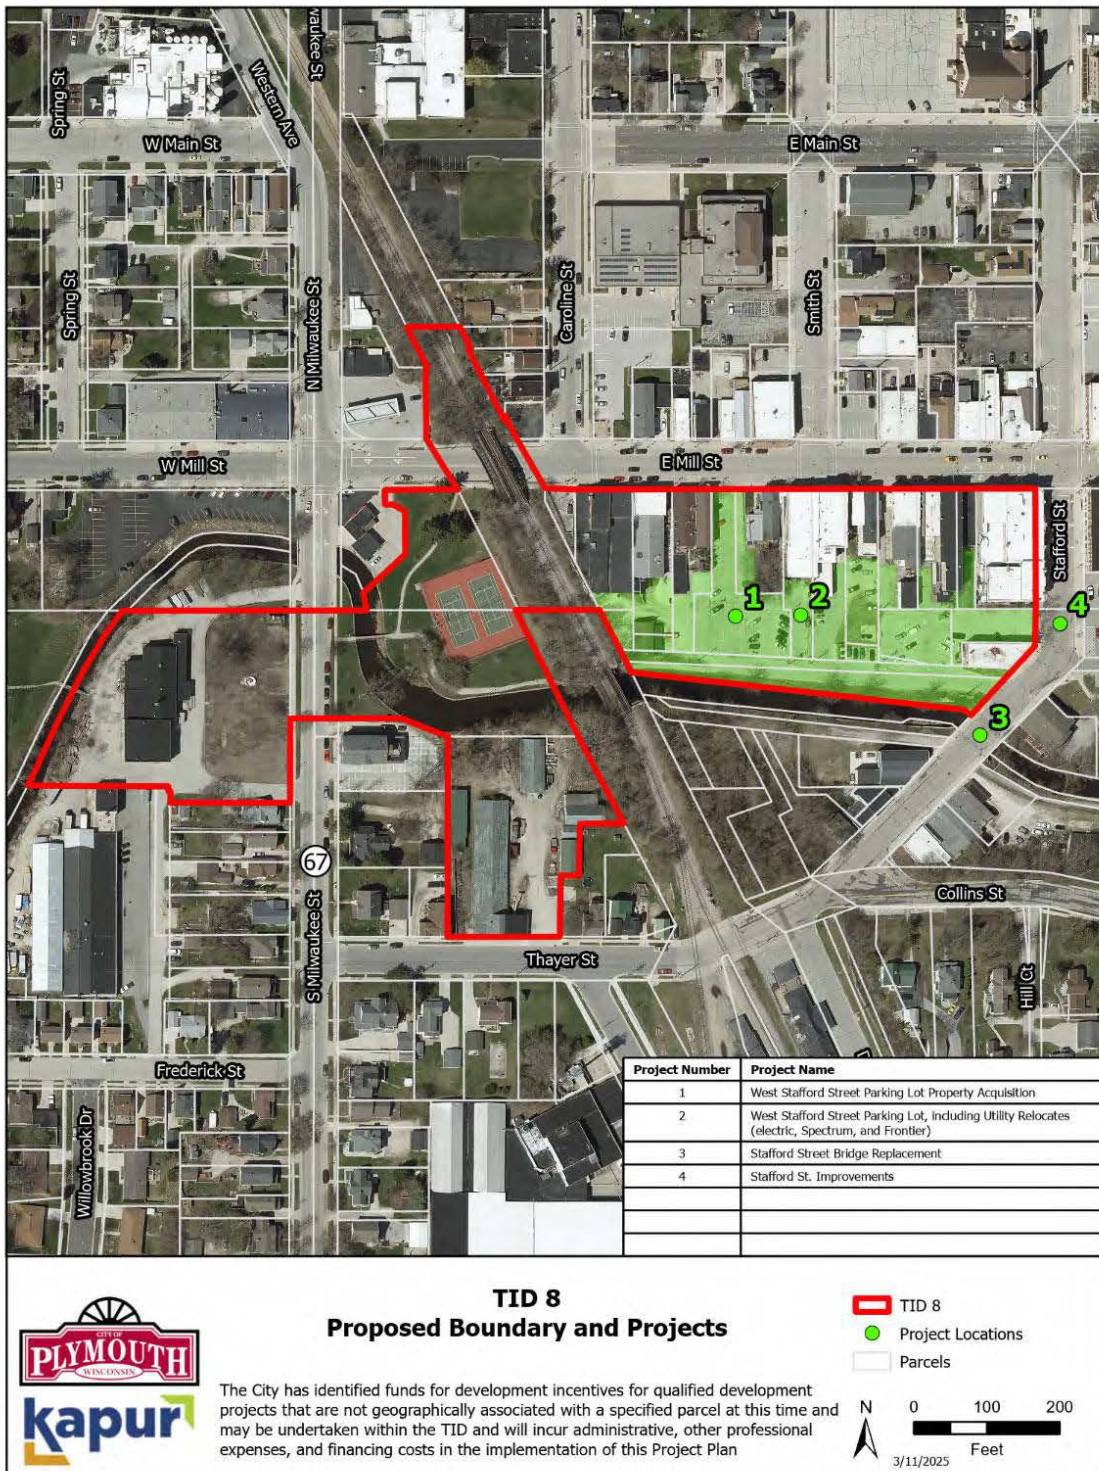 Spring St
Western Ave
waukee St
W Main St
E Main St
Spring St
N Milwaukee St
Caroline St
Smith St
W Mill St
E Mill St
Stafford St
1
2
4
3
67
S Milwaukee St
Collins St
Thayer St
Hill Ct
Frederick St
Willowbrook Dr
Project Number Project Name
1 West Stafford Street Parking Lot Property Acquisition
2 West Stafford Street Parking Lot, including Utility Relocates
(electric, Spectrum, and Frontier)
3 Stafford Street Bridge Replacement
4 Stafford St. Improvements
TID 8
Proposed Boundary and Projects
CITY OF
PLYMOUTH
WISCONSIN
kapur
The City has identified funds for development incentives for qualified development
projects that are not geographically associated with a specified parcel at this time and
may be undertaken within the TID and will incur administrative, other professional
expenses, and financing costs in the implementation of this Project Plan
TID 8
Project Locations
Parcels
N
0 100 200
Feet
3/11/2025